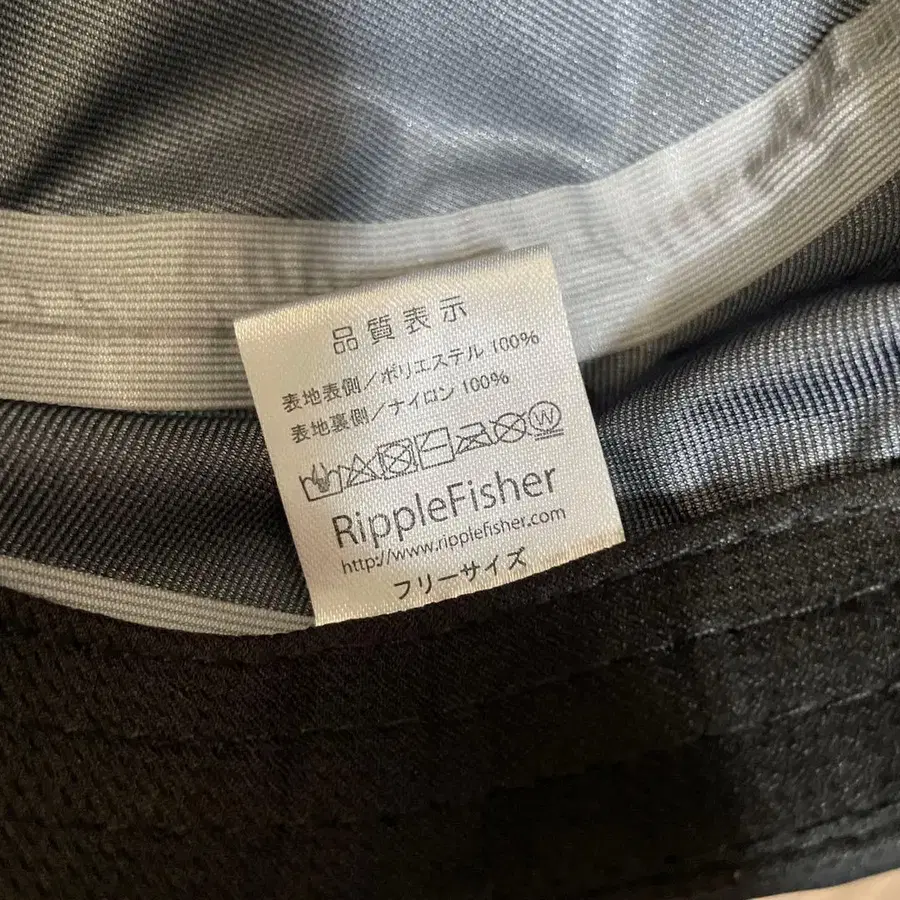 品質表示
表地表側/ポリエステル 100%
表地裏側/ナイロン 100%
RippleFisher
http://www.ripplefisher.com
フリーサイズ